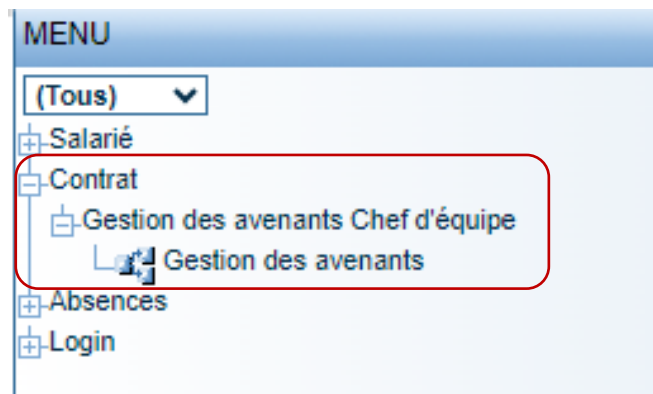 MENU
(Tous)
Salarié
Contrat
Gestion des avenants Chef d'équipe
Gestion des avenants
Absences
Login